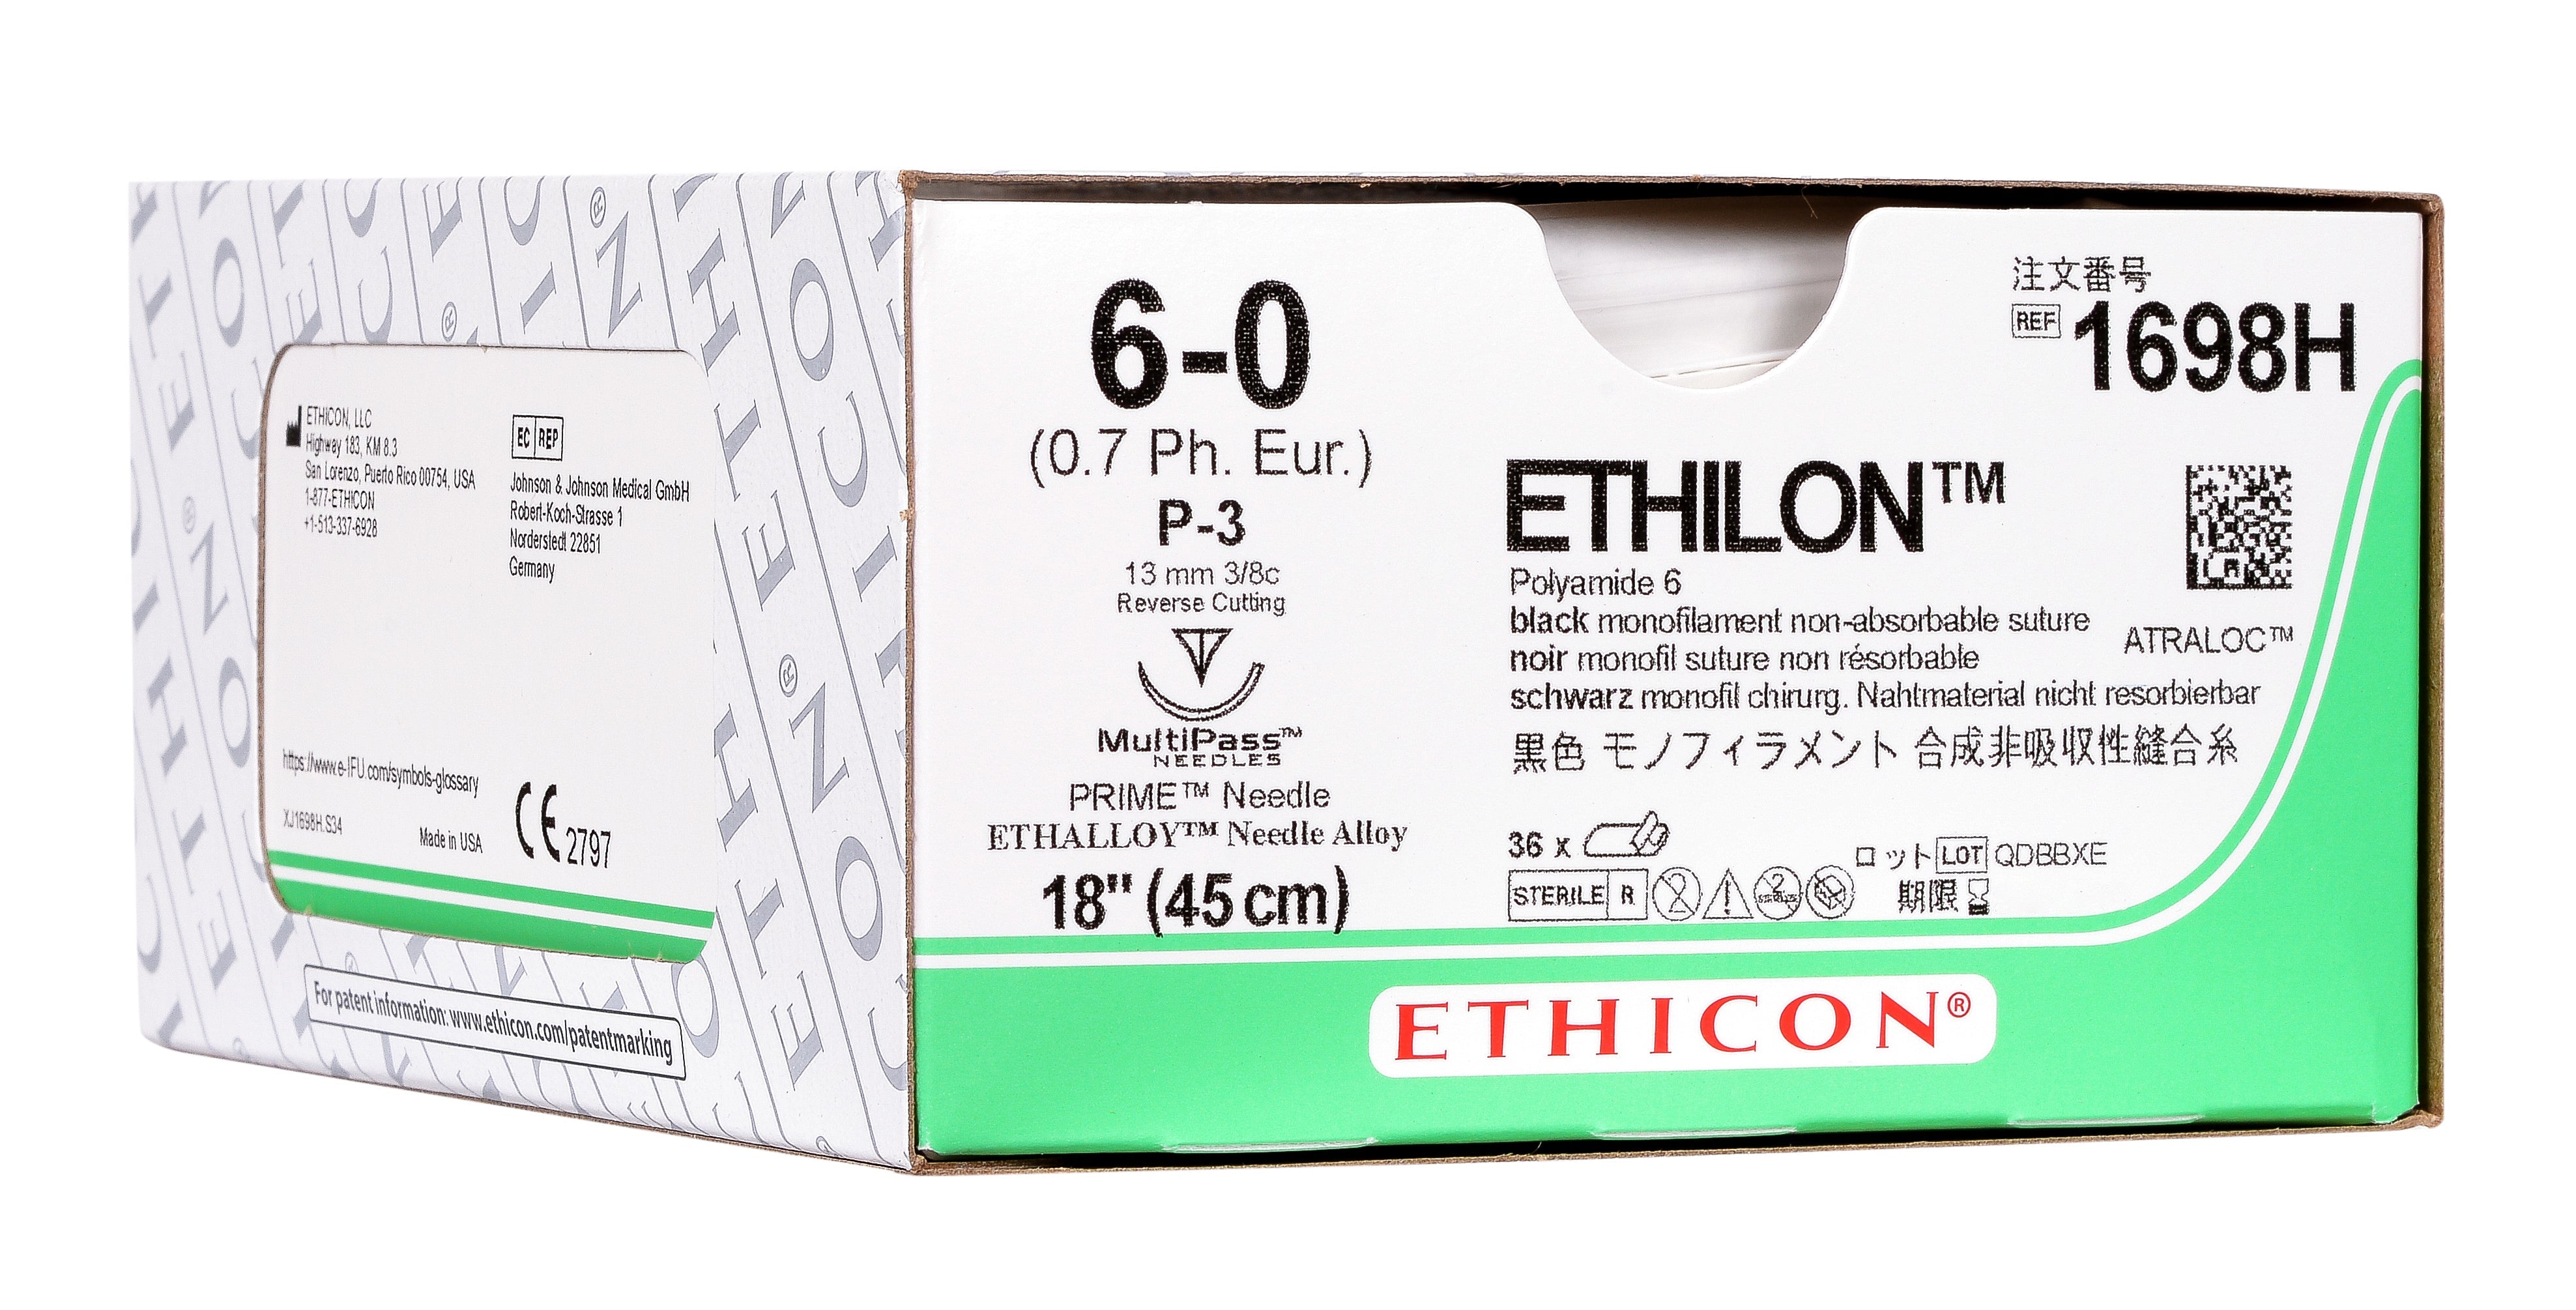 ETHICON, LLC
Highway 183, KM 8.3
San Lorenzo, Puerto Rico 00754, USA
1-877-ETHICON
+1-513-337-6928
EC REP
Johnson & Johnson Medical GmbH
Robert-Koch-Strasse 1
Norderstedt 22851
Germany
https://www.e-IFU.com/symbols-glossary
XJ1698H.S34
Made in USA
CE 2797
For patent information: www.ethicon.com/patentmarking
6-0
(0.7 Ph. Eur.)
P-3
13 mm 3/8c
Reverse Cutting
MultiPass™
NEEDLES
PRIME™ Needle
ETHALLOY™ Needle Alloy
18" (45 cm)
注文番号
REF 1698H
ETHILON™
Polyamide 6
black monofilament non-absorbable suture
ATRALOC™
noir monofil suture non résorbable
schwarz monofil chirurg. Nahtmaterial nicht resorbierbar
黒色 モノフィラメント 合成非吸収性縫合糸
36 x
ロット LOT QDBBXE
STERILE R
期限
ETHICON®